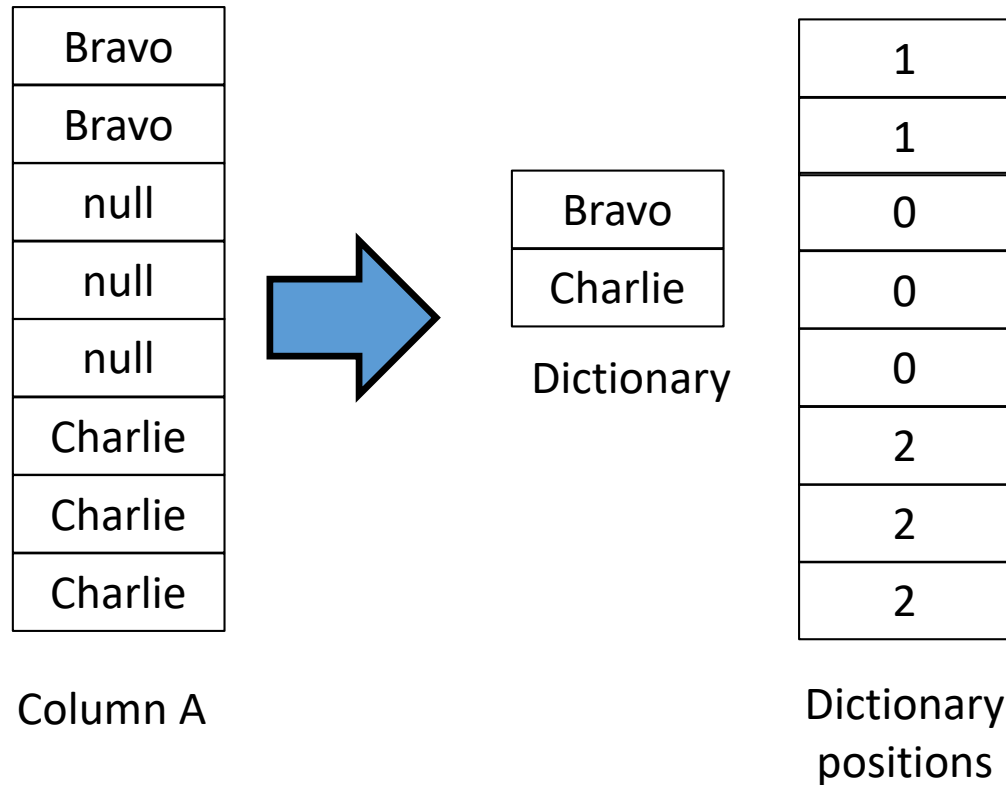 Bravo
Bravo
null
null
null
Charlie
Charlie
Charlie
Column A
Bravo
Charlie
Dictionary
1
1
0
0
0
2
2
2
Dictionary
positions